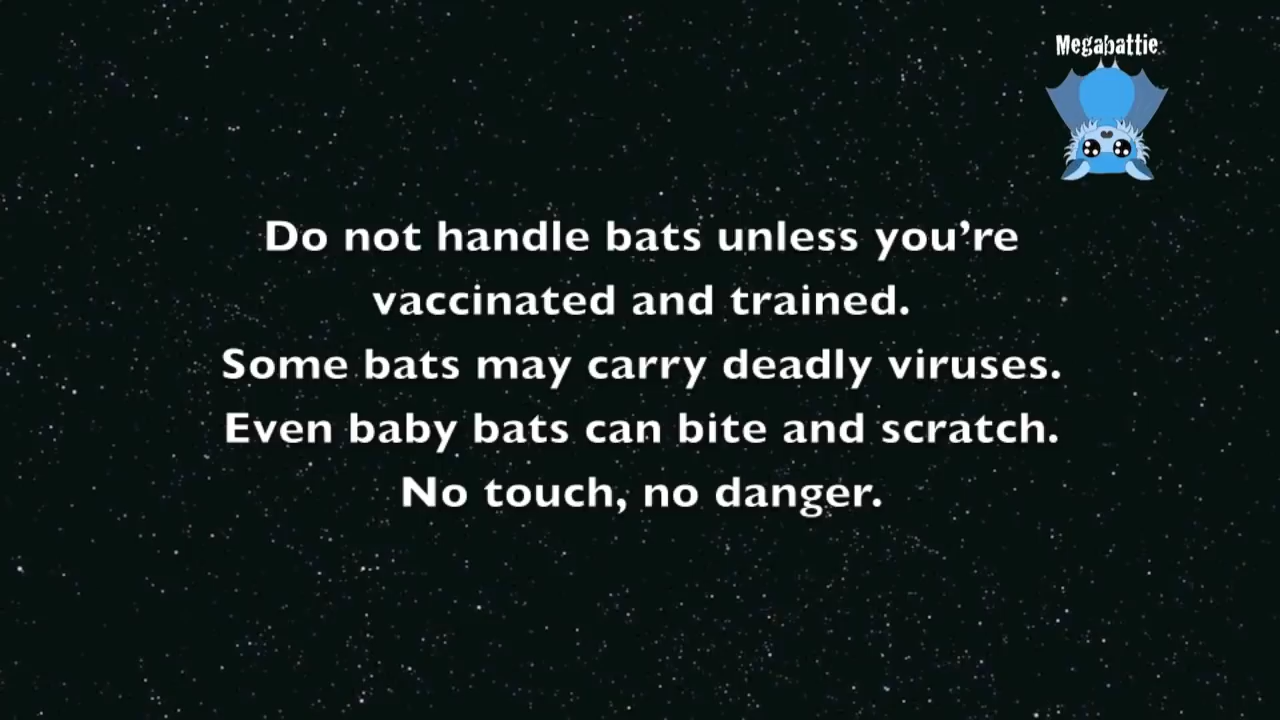 Megabattie
Do not handle bats unless you’re
vaccinated and trained.
Some bats may carry deadly viruses.
Even baby bats can bite and scratch.
No touch, no danger.